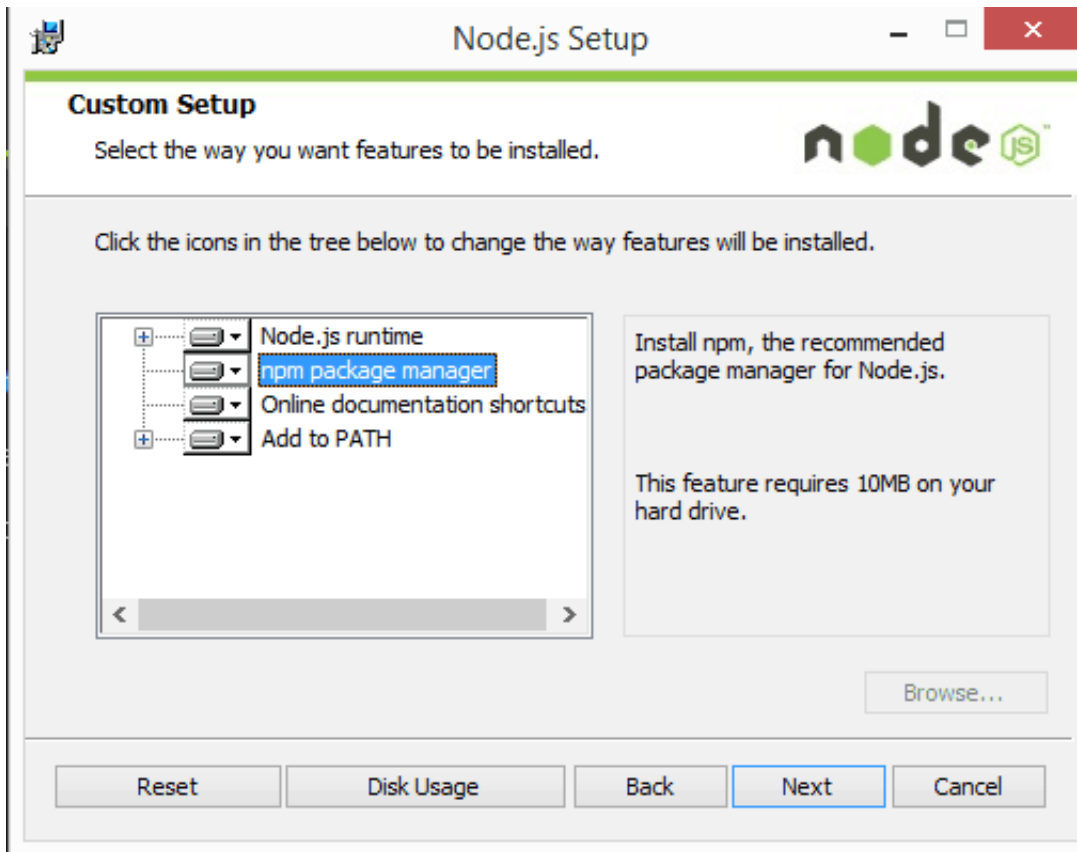 Node.js Setup
Custom Setup
Select the way you want features to be installed.
node JS™
Click the icons in the tree below to change the way features will be installed.
Node.js runtime
npm package manager
Online documentation shortcuts
Add to PATH
Install npm, the recommended
package manager for Node.js.
This feature requires 10MB on your
hard drive.
Browse...
Reset
Disk Usage
Back
Next
Cancel